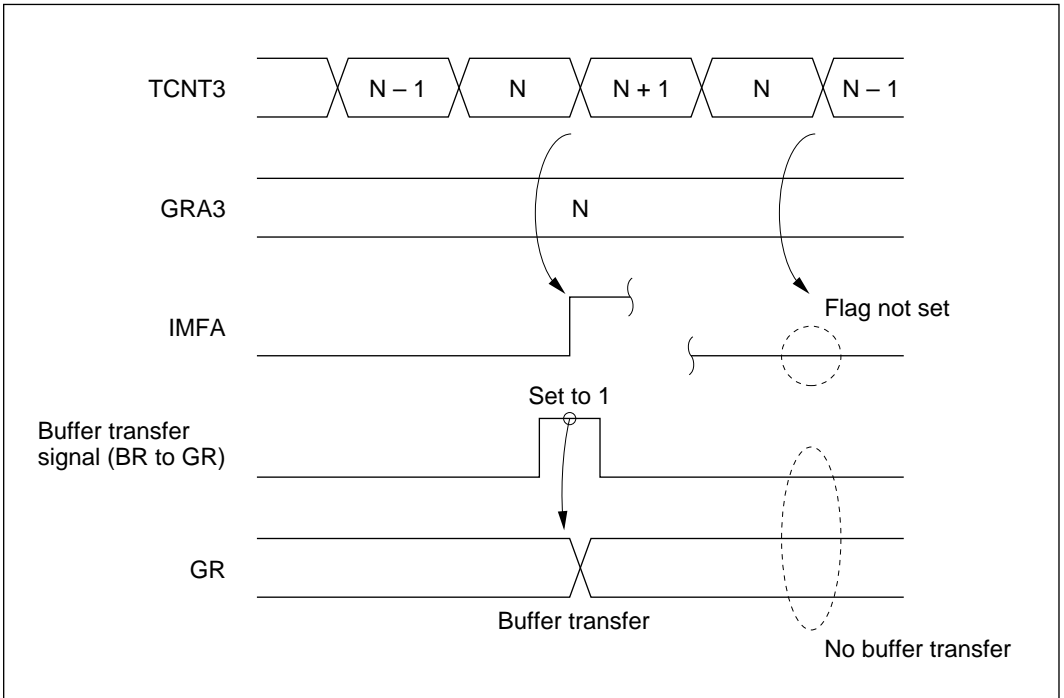 TCNT3
N – 1
N
N + 1
N
N – 1
GRA3
N
IMFA
Flag not set
Set to 1
Buffer transfer
signal (BR to GR)
GR
Buffer transfer
No buffer transfer